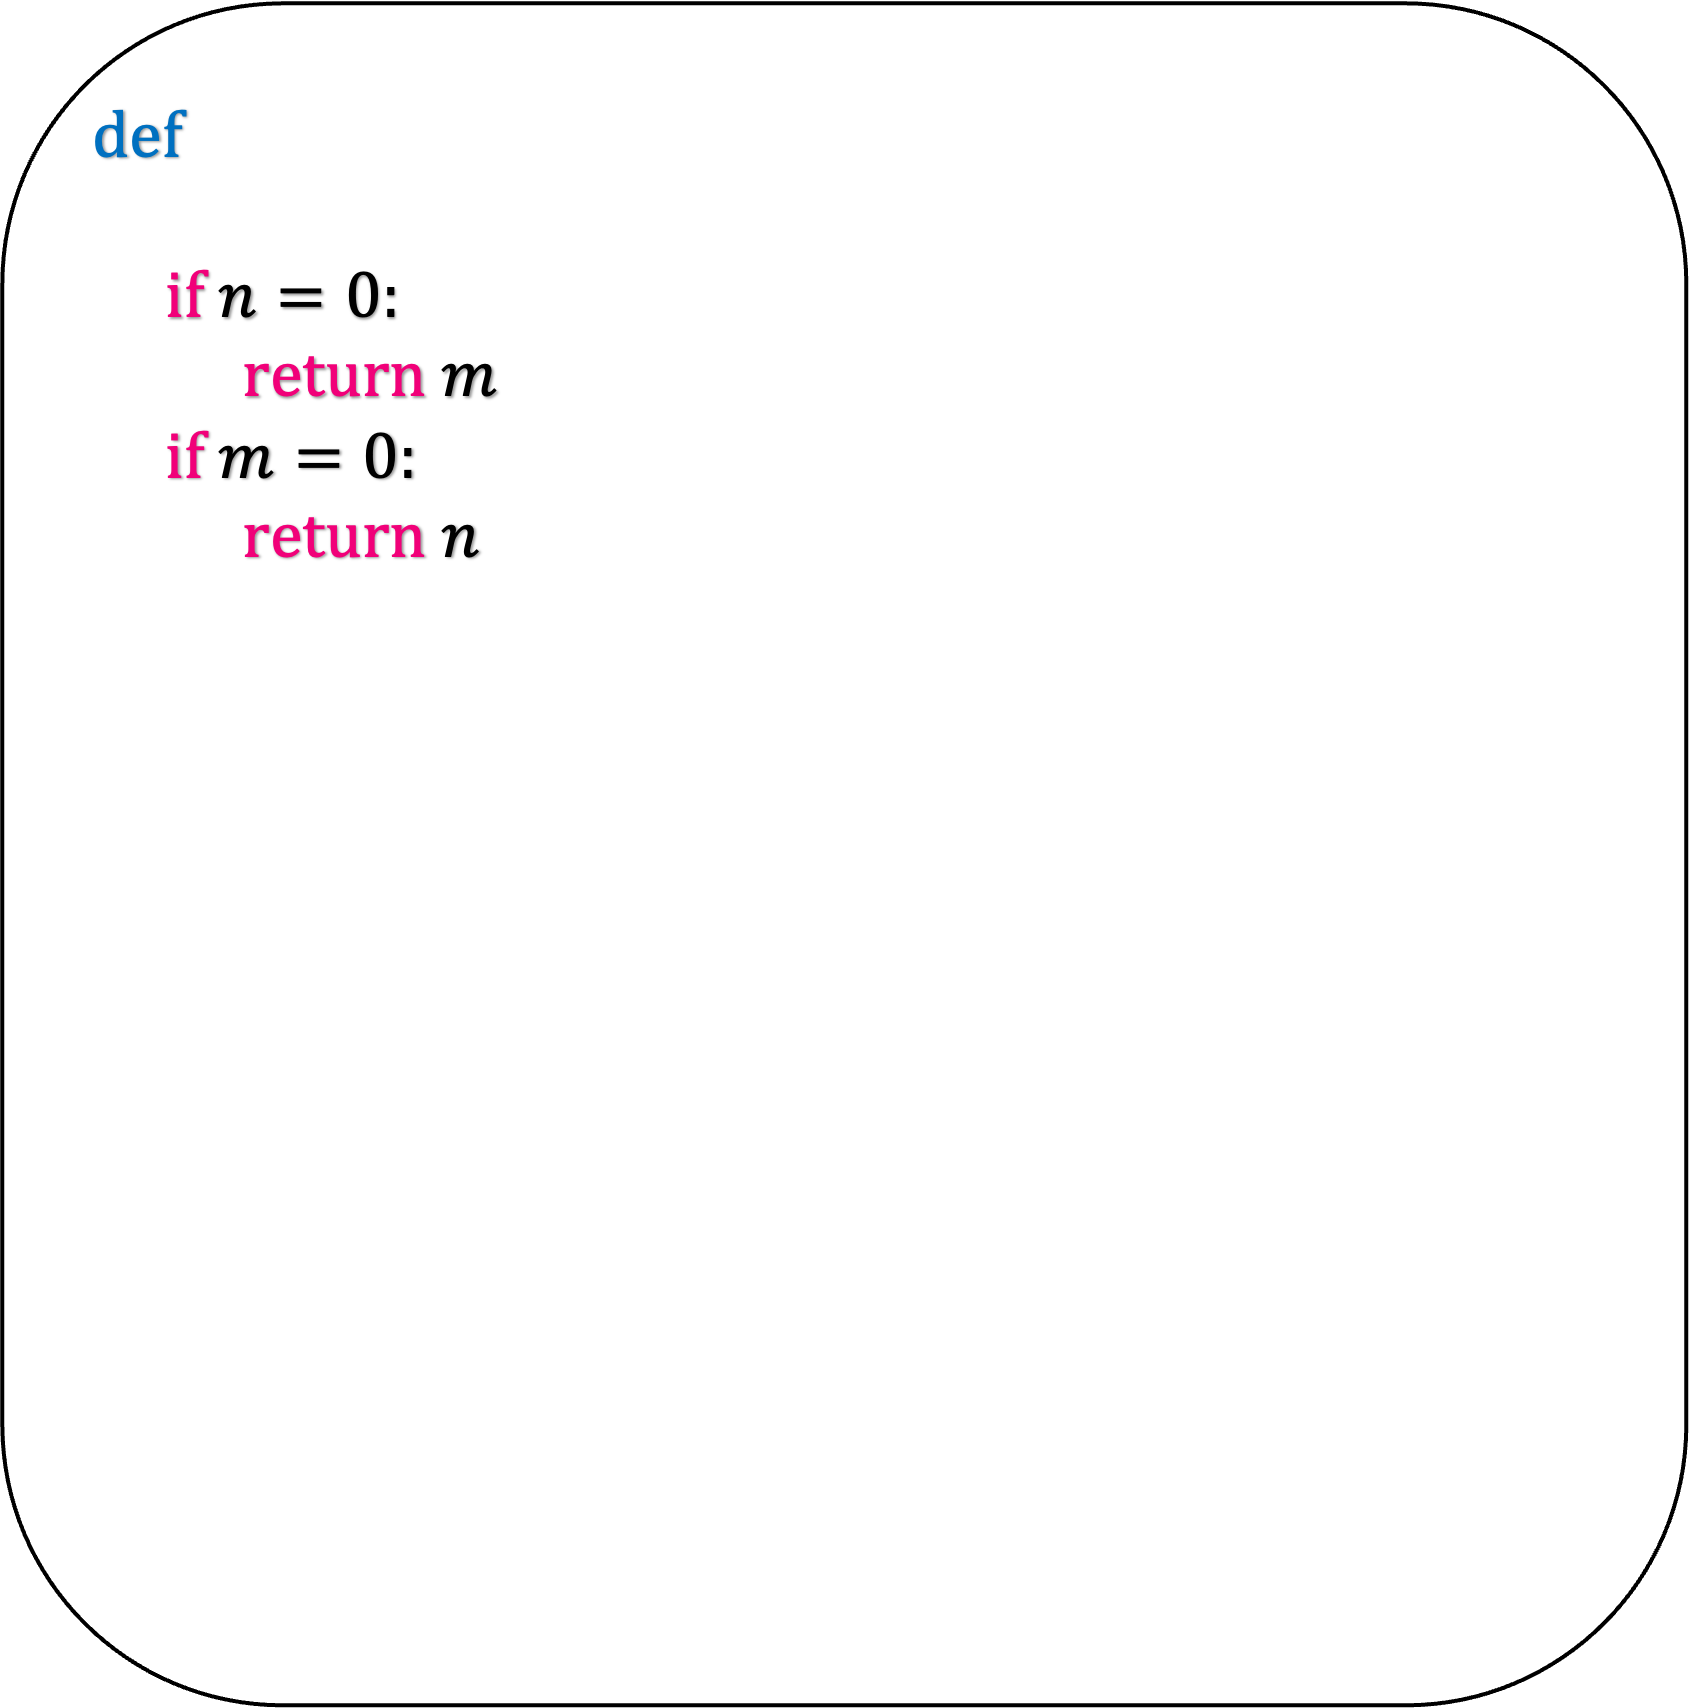 def
if n = 0:
return m
if m = 0:
return n